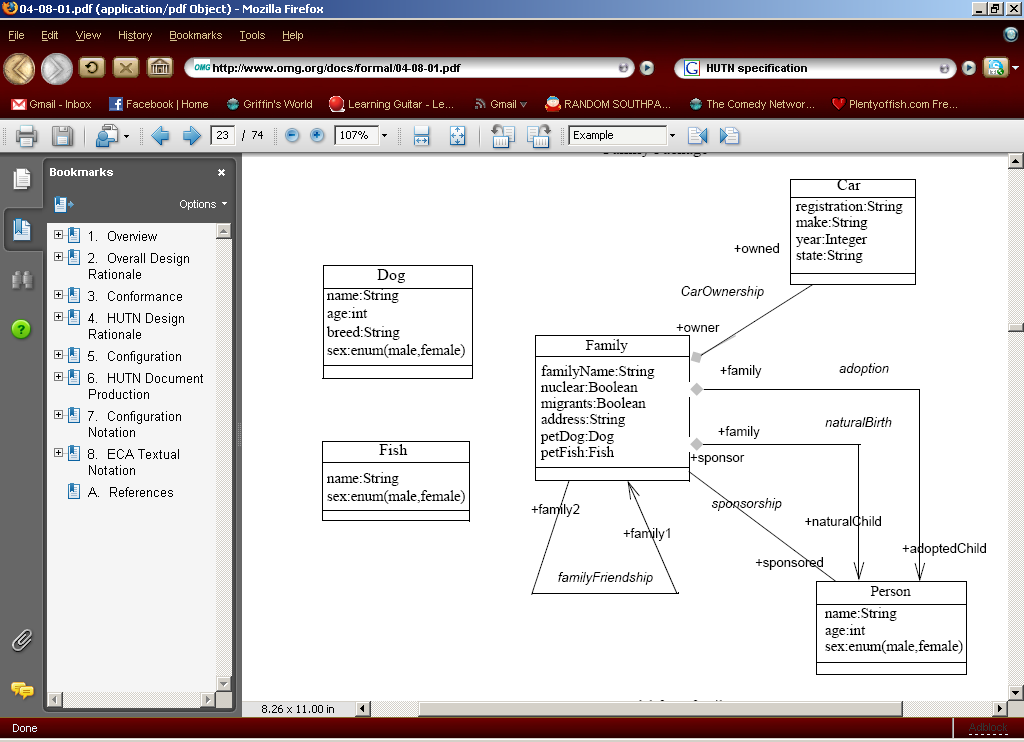 04-08-01.pdf (application/pdf Object) - Mozilla Firefox
File Edit View History Bookmarks Tools Help
OMG http://www.omg.org/docs/formal/04-08-01.pdf
G HUTN specification
Gmail - Inbox
Facebook | Home
Griffin's World
Learning Guitar - Le...
Gmail
RANDOM SOUTHPA...
The Comedy Networ...
Plentyoffish.com Fre...
23 / 74
107%
Example
Bookmarks
Options
1. Overview
2. Overall Design
Rationale
3. Conformance
4. HUTN Design
Rationale
5. Configuration
6. HUTN Document
Production
7. Configuration
Notation
8. ECA Textual
Notation
A. References
Family Package
Car
registration:String
make:String
year:Integer
state:String
+owned
CarOwnership
+owner
Dog
name:String
age:int
breed:String
sex:enum(male,female)
Family
familyName:String
nuclear:Boolean
migrants:Boolean
address:String
petDog:Dog
petFish:Fish
+family
adoption
+family
naturalBirth
+sponsor
sponsorship
Fish
name:String
sex:enum(male,female)
+family2
+family1
familyFriendship
+naturalChild
+adoptedChild
+sponsored
Person
name:String
age:int
sex:enum(male,female)
8.26 x 11.00 in
Done
Adblock